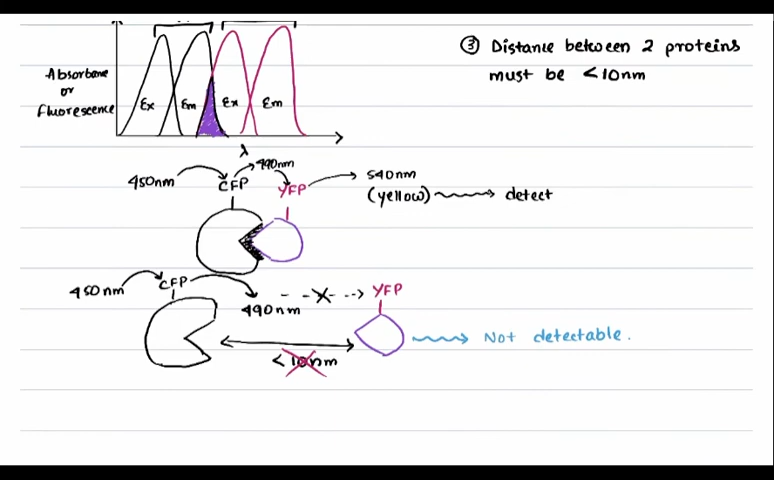 ③ Distance between 2 proteins
must be <10nm
Absorbane
or
fluorescence
Ex
Em
Ex
Em
λ
450nm
CFP
490nm
YFP
540nm
(yellow)
detect
450nm
CFP
490nm
X
YFP
<10nm
Not detectable.